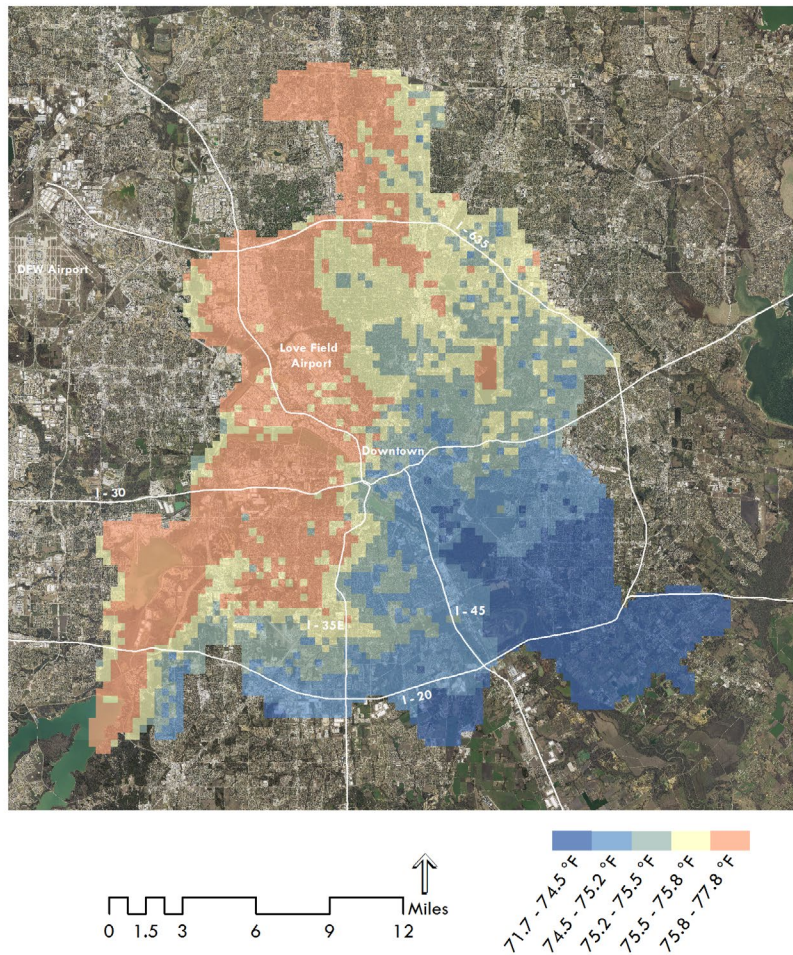 I - 635
DFW Airport
Love Field
Airport
Downtown
I - 30
I - 45
I - 35E
I - 20
Miles
0 1.5 3 6 9 12
71.7 - 74.5 °F
74.5 - 75.2 °F
75.2 - 75.5 °F
75.5 - 75.8 °F
75.8 - 77.8 °F